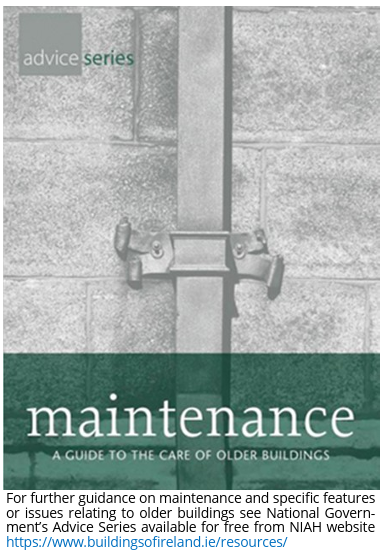 advice series
maintenance
A GUIDE TO THE CARE OF OLDER BUILDINGS
For further guidance on maintenance and specific features
or issues relating to older buildings see National Govern-
ment’s Advice Series available for free from NIAH website
https://www.buildingsofireland.ie/resources/